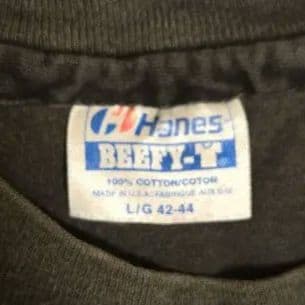 Hanes
BEEFY-T
100% COTTON/COTON
MADE IN U.S.A./FABRIQUE AUX E-U
L/G 42-44